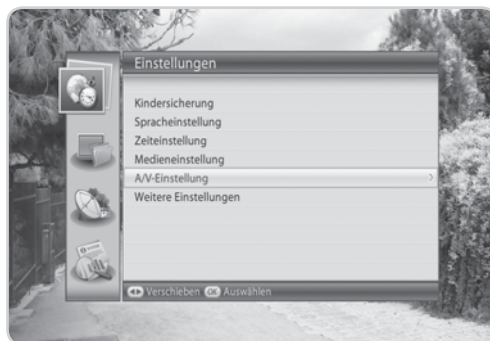 Einstellungen
Kindersicherung
Spracheinstellung
Zeiteinstellung
Medieneinstellung
A/V-Einstellung
Weitere Einstellungen
Verschieben OK Auswählen